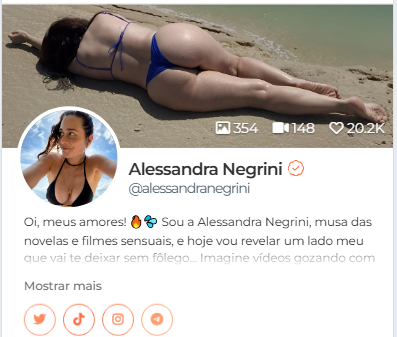 354 148 20.2K
Alessandra Negrini
@alessandranegrini
Oi, meus amores! 🔥💦 Sou a Alessandra Negrini, musa das
novelas e filmes sensuais, e hoje vou revelar um lado meu
que vai te deixar sem fôlego... Imagine vídeos gozando com
Mostrar mais